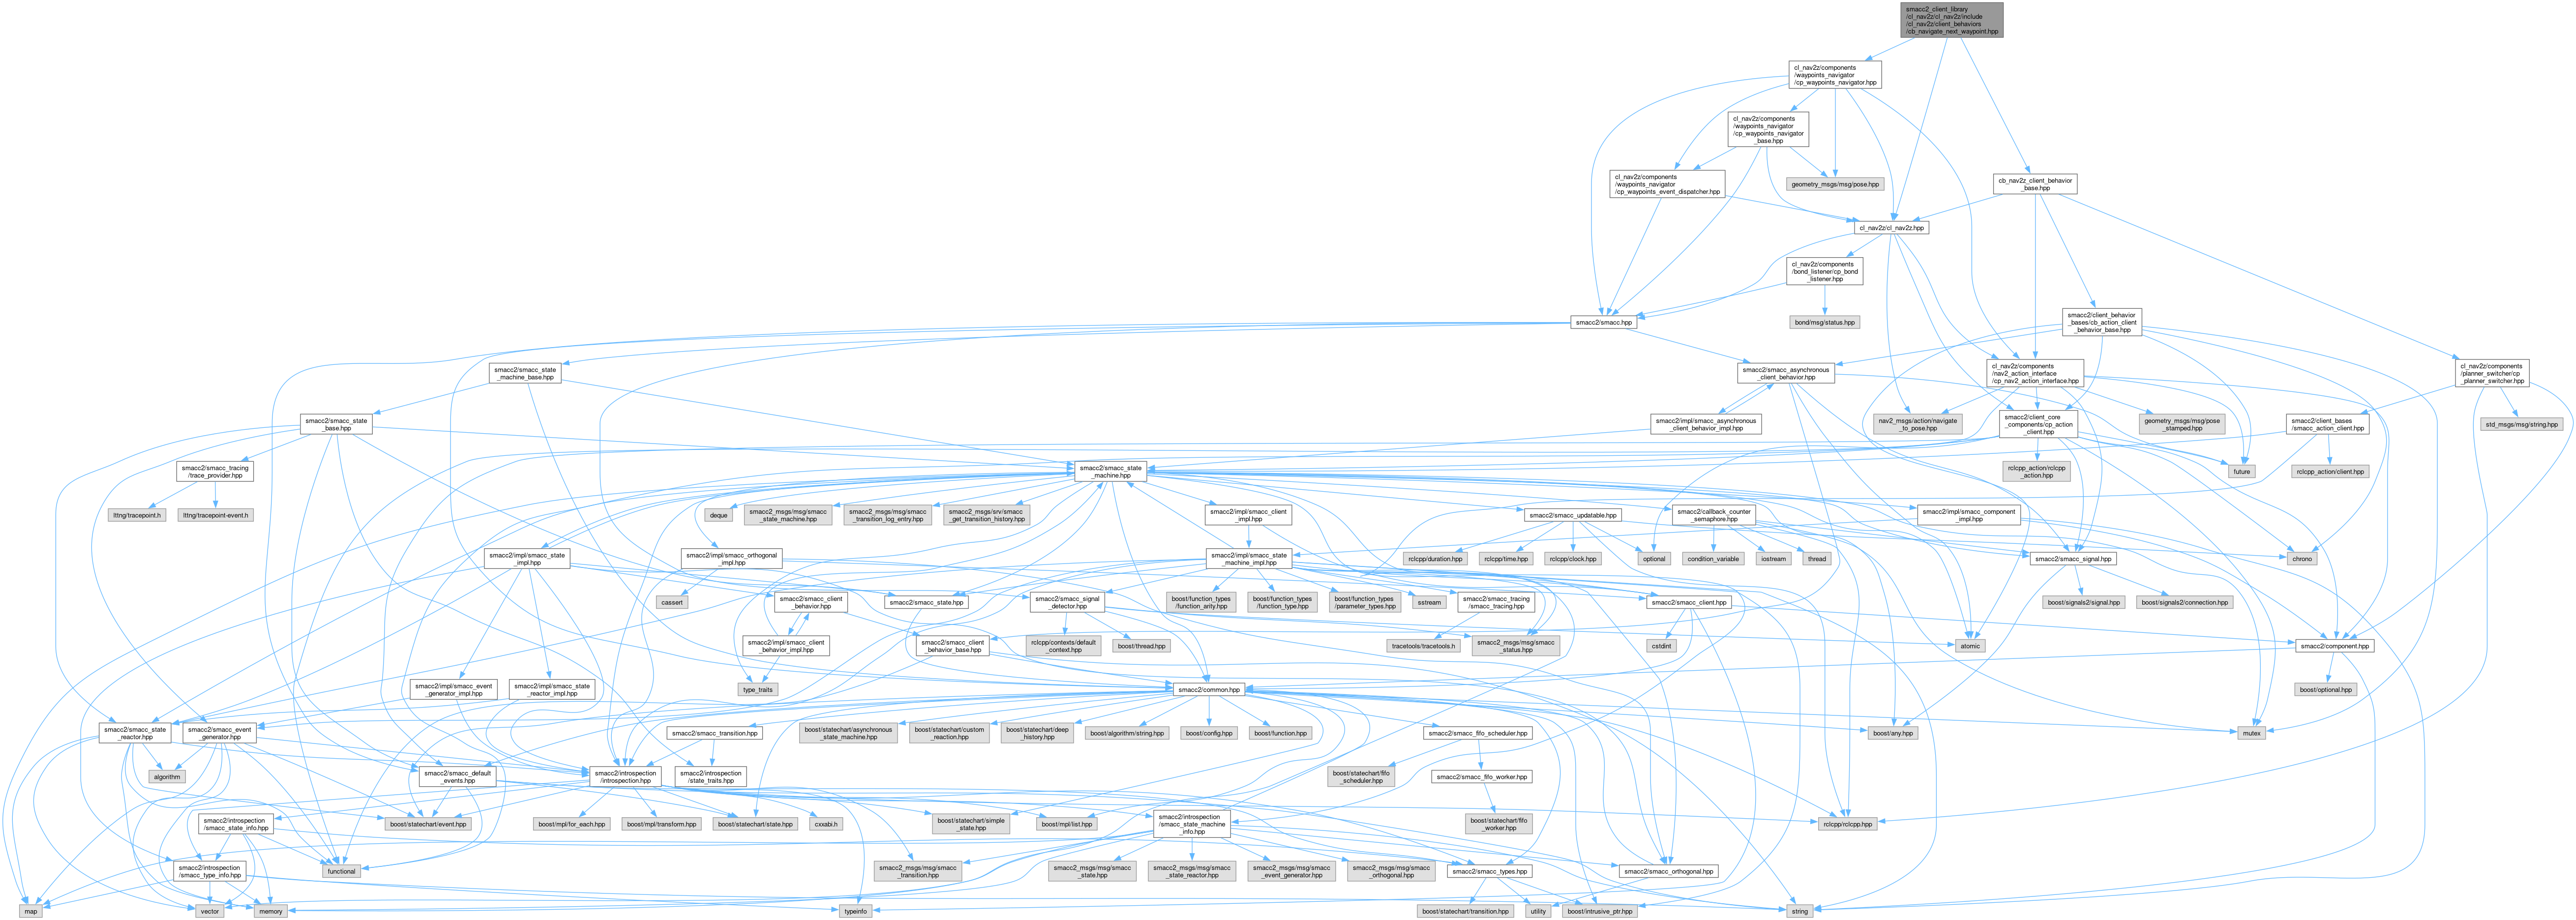 smacc2_client_library
/cl_nav2z/cl_nav2z/include
/cl_nav2z/client_behaviors
/cb_navigate_next_waypoint.hpp
cl_nav2z/components
/waypoints_navigator
/cp_waypoints_navigator.hpp
cl_nav2z/components
/waypoints_navigator
/cp_waypoints_navigator
_base.hpp
cl_nav2z/components
/waypoints_navigator
/cp_waypoints_event_dispatcher.hpp
geometry_msgs/msg/pose.hpp
cb_nav2z_client_behavior
_base.hpp
cl_nav2z/cl_nav2z.hpp
cl_nav2z/components
/bond_listener/cp_bond
_listener.hpp
smacc2/smacc.hpp
bond/msg/status.hpp
smacc2/client_behavior
_bases/cb_action_client
_behavior_base.hpp
smacc2/smacc_state
_machine_base.hpp
smacc2/smacc_asynchronous
_client_behavior.hpp
cl_nav2z/components
/nav2_action_interface
/cp_nav2_action_interface.hpp
cl_nav2z/components
/planner_switcher/cp
_planner_switcher.hpp
smacc2/smacc_state
_base.hpp
smacc2/impl/smacc_asynchronous
_client_behavior_impl.hpp
nav2_msgs/action/navigate
_to_pose.hpp
smacc2/client_core
_components/cp_action
_client.hpp
geometry_msgs/msg/pose
_stamped.hpp
smacc2/client_bases
/smacc_action_client.hpp
std_msgs/msg/string.hpp
smacc2/smacc_tracing
/trace_provider.hpp
smacc2/smacc_state
_machine.hpp
rclcpp_action/rclcpp
_action.hpp
future
rclcpp_action/client.hpp
lttng/tracepoint.h
lttng/tracepoint-event.h
deque
smacc2_msgs/msg/smacc
_state_machine.hpp
smacc2_msgs/msg/smacc
_transition_log_entry.hpp
smacc2_msgs/srv/smacc
_get_transition_history.hpp
smacc2/impl/smacc_client
_impl.hpp
smacc2/smacc_updatable.hpp
smacc2/callback_counter
_semaphore.hpp
smacc2/impl/smacc_component
_impl.hpp
smacc2/impl/smacc_state
_impl.hpp
smacc2/impl/smacc_orthogonal
_impl.hpp
smacc2/impl/smacc_state
_machine_impl.hpp
rclcpp/duration.hpp
rclcpp/time.hpp
rclcpp/clock.hpp
optional
condition_variable
iostream
thread
smacc2/smacc_signal.hpp
chrono
cassert
smacc2/smacc_client
_behavior.hpp
smacc2/smacc_state.hpp
smacc2/smacc_signal
_detector.hpp
boost/function_types
/function_arity.hpp
boost/function_types
/function_type.hpp
boost/function_types
/parameter_types.hpp
sstream
smacc2/smacc_tracing
/smacc_tracing.hpp
smacc2/smacc_client.hpp
boost/signals2/signal.hpp
boost/signals2/connection.hpp
smacc2/impl/smacc_client
_behavior_impl.hpp
smacc2/smacc_client
_behavior_base.hpp
rclcpp/contexts/default
_context.hpp
boost/thread.hpp
tracetools/tracetools.h
smacc2_msgs/msg/smacc
_status.hpp
cstdint
atomic
smacc2/component.hpp
smacc2/impl/smacc_event
_generator_impl.hpp
smacc2/impl/smacc_state
_reactor_impl.hpp
type_traits
smacc2/common.hpp
boost/optional.hpp
smacc2/smacc_state
_reactor.hpp
smacc2/smacc_event
_generator.hpp
smacc2/smacc_transition.hpp
boost/statechart/asynchronous
_state_machine.hpp
boost/statechart/custom
_reaction.hpp
boost/statechart/deep
_history.hpp
boost/algorithm/string.hpp
boost/config.hpp
boost/function.hpp
smacc2/smacc_fifo_scheduler.hpp
boost/any.hpp
mutex
algorithm
smacc2/smacc_default
_events.hpp
smacc2/introspection
/introspection.hpp
smacc2/introspection
/state_traits.hpp
boost/statechart/fifo
_scheduler.hpp
smacc2/smacc_fifo_worker.hpp
smacc2/introspection
/smacc_state_info.hpp
boost/statechart/event.hpp
boost/mpl/for_each.hpp
boost/mpl/transform.hpp
boost/statechart/state.hpp
cxxabi.h
boost/statechart/simple
_state.hpp
boost/mpl/list.hpp
smacc2/introspection
/smacc_state_machine
_info.hpp
boost/statechart/fifo
_worker.hpp
rclcpp/rclcpp.hpp
smacc2/introspection
/smacc_type_info.hpp
functional
smacc2_msgs/msg/smacc
_transition.hpp
smacc2_msgs/msg/smacc
_state.hpp
smacc2_msgs/msg/smacc
_state_reactor.hpp
smacc2_msgs/msg/smacc
_event_generator.hpp
smacc2_msgs/msg/smacc
_orthogonal.hpp
smacc2/smacc_types.hpp
smacc2/smacc_orthogonal.hpp
map
vector
memory
typeinfo
boost/statechart/transition.hpp
utility
boost/intrusive_ptr.hpp
string